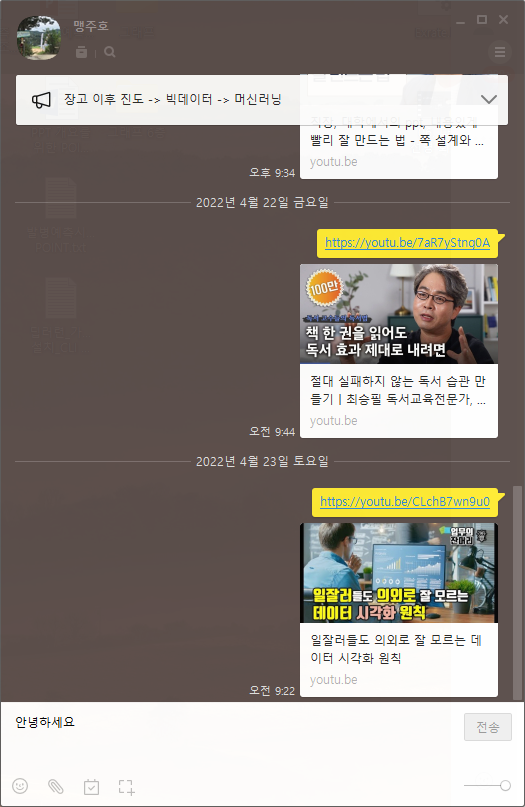 맹주호
장고 이후 진도 -> 빅데이터 -> 머신러닝
빨리 잘 만드는 법 - 쪽 설계와 ...
youtu.be
오후 9:34
2022년 4월 22일 금요일
https://youtu.be/7aR7yStnq0A
100만
책 한 권을 읽어도
독서 효과 제대로 내려면
절대 실패하지 않는 독서 습관 만
들기 | 최승필 독서교육전문가, ...
youtu.be
오전 9:44
2022년 4월 23일 토요일
https://youtu.be/CLchB7wn9u0
업무의
잔머리
일잘러들도 의외로 잘 모르는
데이터 시각화 원칙
일잘러들도 의외로 잘 모르는 데
이터 시각화 원칙
youtu.be
오전 9:22
안녕하세요
전송